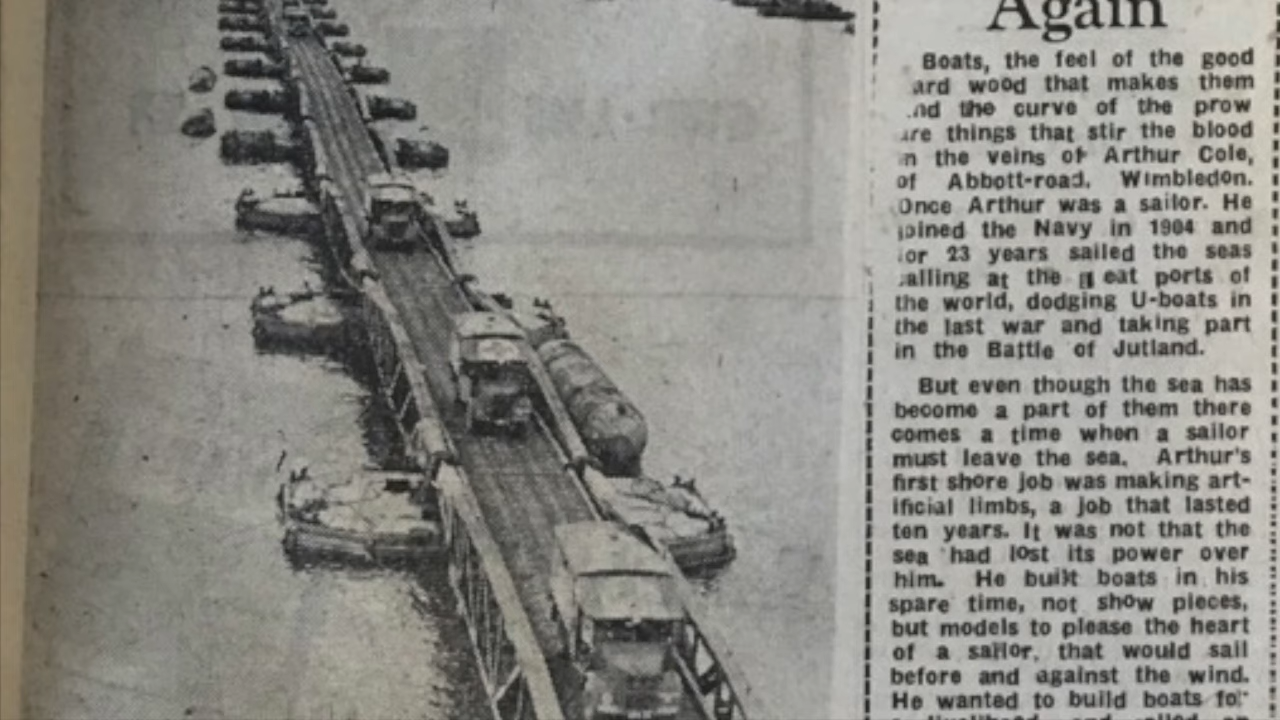 Again
Boats, the feel of the good
ard wood that makes them
nd the curve of the prow
are things that stir the blood
n the veins of Arthur Cole,
of Abbott-road, Wimbledon.
Once Arthur was a sailor. He
joined the Navy in 1904 and
for 23 years sailed the seas
alling at the g eat ports of
the world, dodging U-boats in
the last war and taking part
in the Battle of Jutland.
But even though the sea has
become a part of them there
comes a time when a sailor
must leave the sea. Arthur's
first shore job was making art-
ificial limbs, a job that lasted
ten years. It was not that the
sea had lost its power over
him. He built boats in his
spare time, not show pieces,
but models to please the heart
of a sailor, that would sail
before and against the wind.
He wanted to build boats for